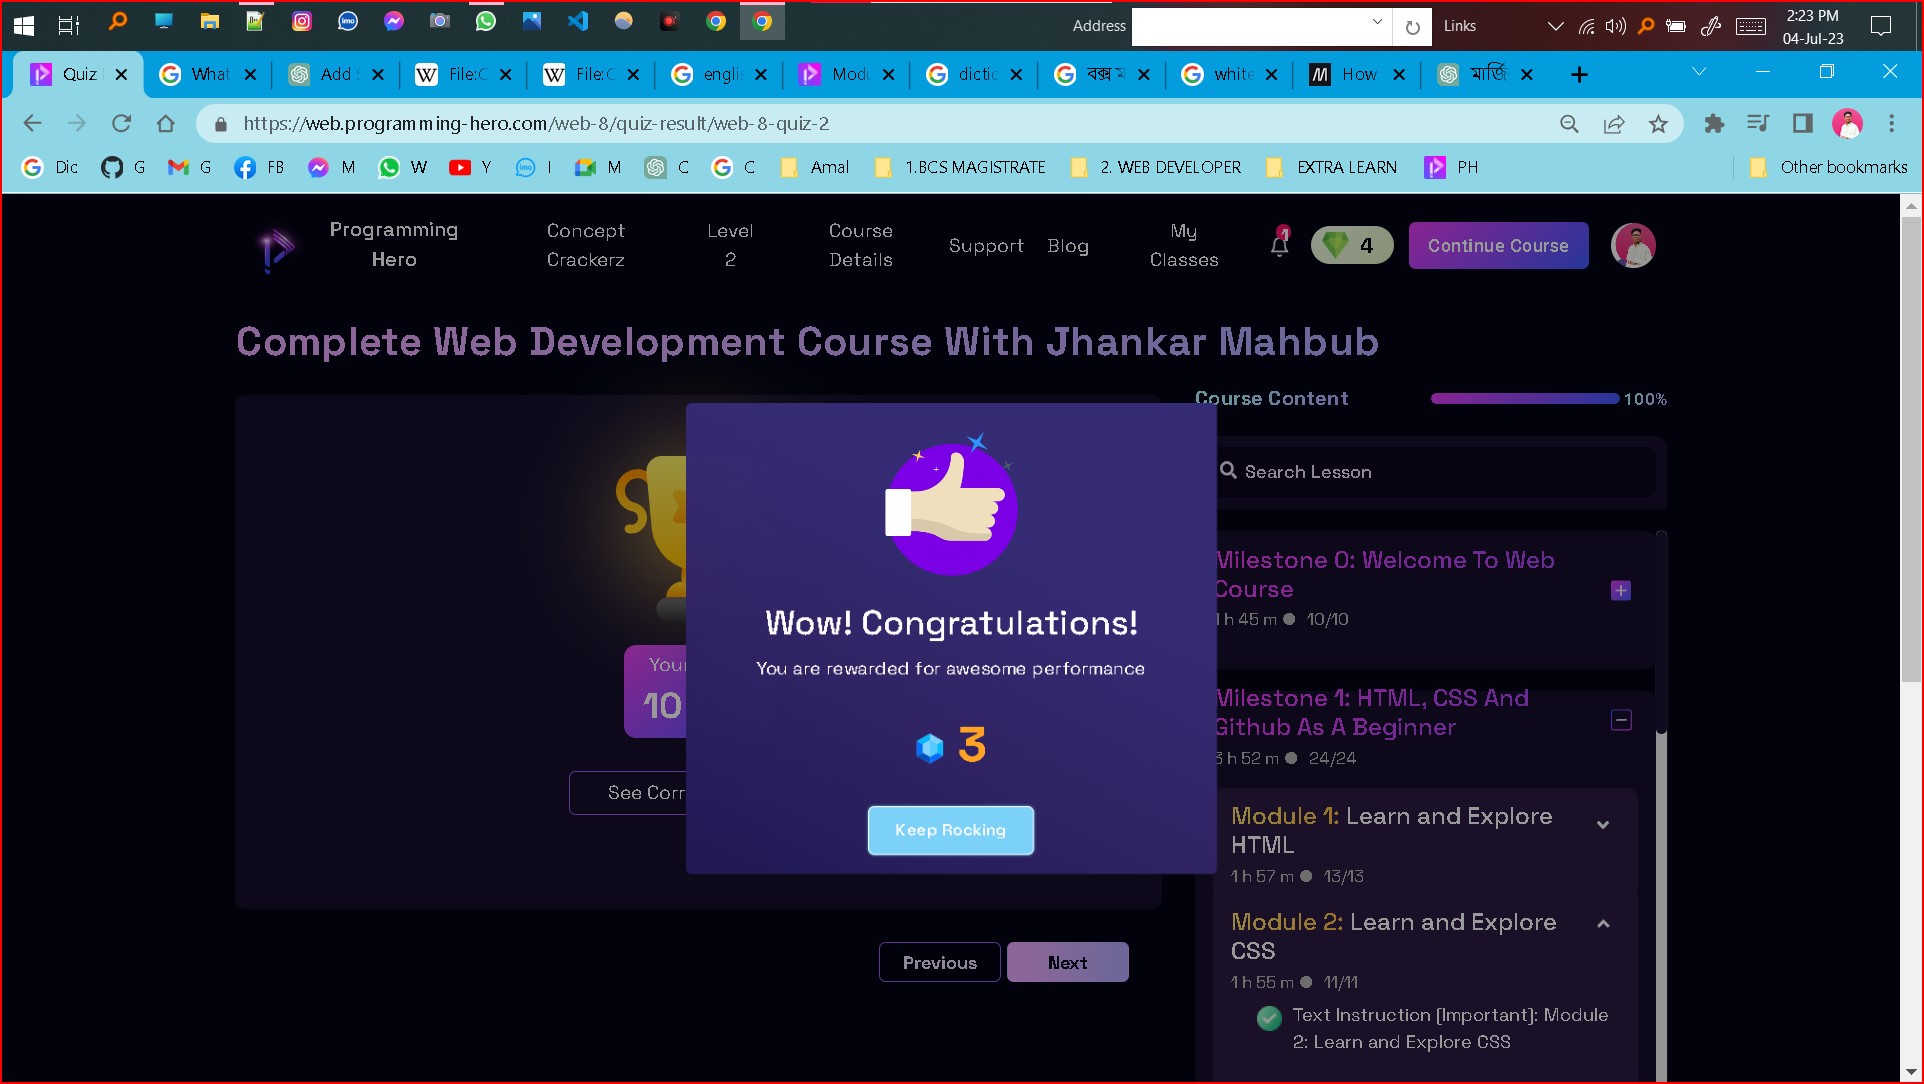 Address
Links
2:23 PM
04-Jul-23
Quiz
What
Add
File:C
File:C
englis
Modu
dictic
বক্স
white
How
মার্জি
https://web.programming-hero.com/web-8/quiz-result/web-8-quiz-2
Dic
G
G
FB
M
W
Y
I
M
C
C
Amal
1.BCS MAGISTRATE
2. WEB DEVELOPER
EXTRA LEARN
PH
Other bookmarks
Programming
Hero
Concept
Crackerz
Level
2
Course
Details
Support
Blog
My
Classes
1
4
Continue Course
Complete Web Development Course With Jhankar Mahbub
Your
10
See Corr
Wow! Congratulations!
You are rewarded for awesome performance
3
Keep Rocking
Previous
Next
Course Content
100%
Search Lesson
Milestone 0: Welcome To Web
Course
1 h 45 m
10/10
Milestone 1: HTML, CSS And
Github As A Beginner
3 h 52 m
24/24
Module 1: Learn and Explore
HTML
1 h 57 m
13/13
Module 2: Learn and Explore
CSS
1 h 55 m
11/11
Text Instruction [Important]: Module
2: Learn and Explore CSS